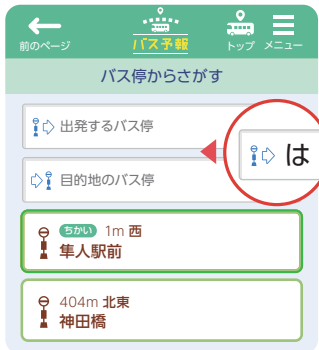 前のページ
バス予報
トップ
メニュー
バス停からさがす
出発するバス停
は
目的地のバス停
ちかい 1m 西
隼人駅前
404m 北東
神田橋